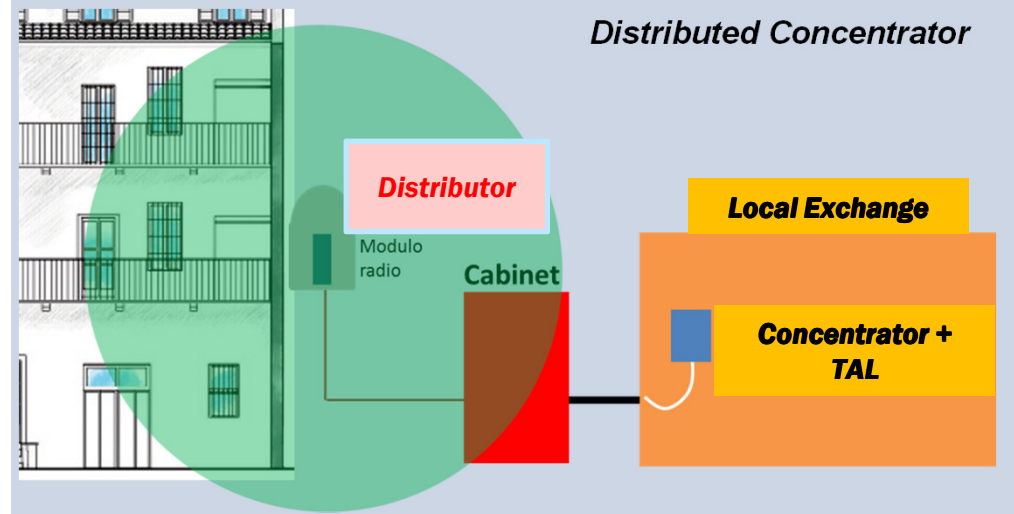 Distributed Concentrator
Distributor
Local Exchange
Modulo
radio
Cabinet
Concentrator +
TAL